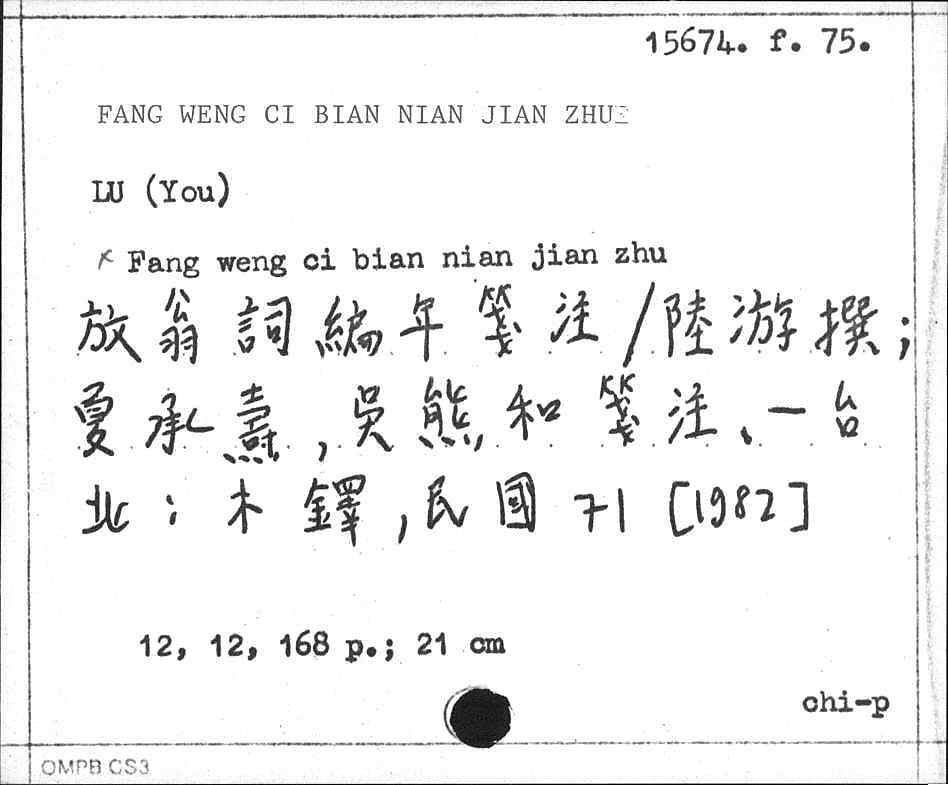 15674. f. 75.
FANG WENG CI BIAN NIAN JIAN ZHU
LU (You)
Fang weng ci bian nian jian zhu
放翁詞編年箋注/陸游撰;
夏承燾,吳熊和箋注、一台
北:木鐸,民國71[1982]
12, 12, 168 p.; 21 cm
chi-p
OMPB CS3